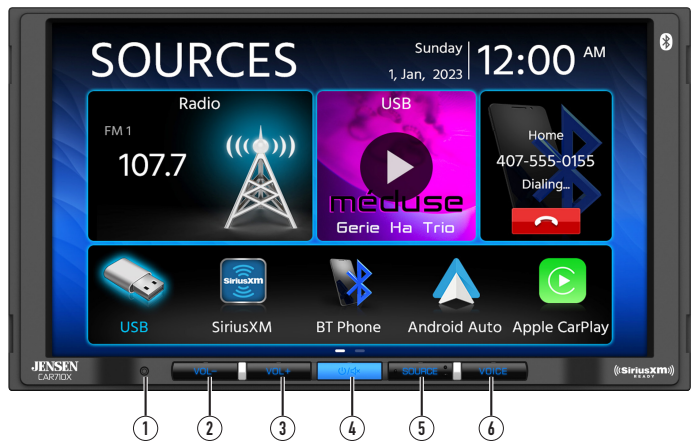 SOURCES
Sunday
1, Jan, 2023
12:00 AM
Radio
FM 1
107.7
USB
méduse
Gerie Ha Trio
Home
407-555-0155
Dialing...
SiriusXM
USB
SiriusXM
BT Phone
Android Auto
Apple CarPlay
JENSEN
CAR710X
VOL-
VOL+
SOURCE
VOICE
((SiriusXM))
READY
1
2
3
4
5
6